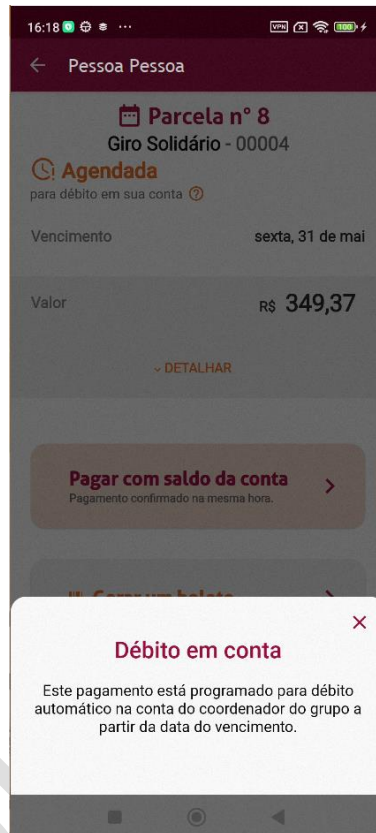 16:18
VPN
100
Pessoa Pessoa
Parcela n° 8
Giro Solidário - 00004
Agendada
para débito em sua conta ?
Vencimento sexta, 31 de mai
Valor R$ 349,37
DETALHAR
Pagar com saldo da conta
Pagamento confirmado na mesma hora.
Débito em conta
Este pagamento está programado para débito
automático na conta do coordenador do grupo a
partir da data do vencimento.